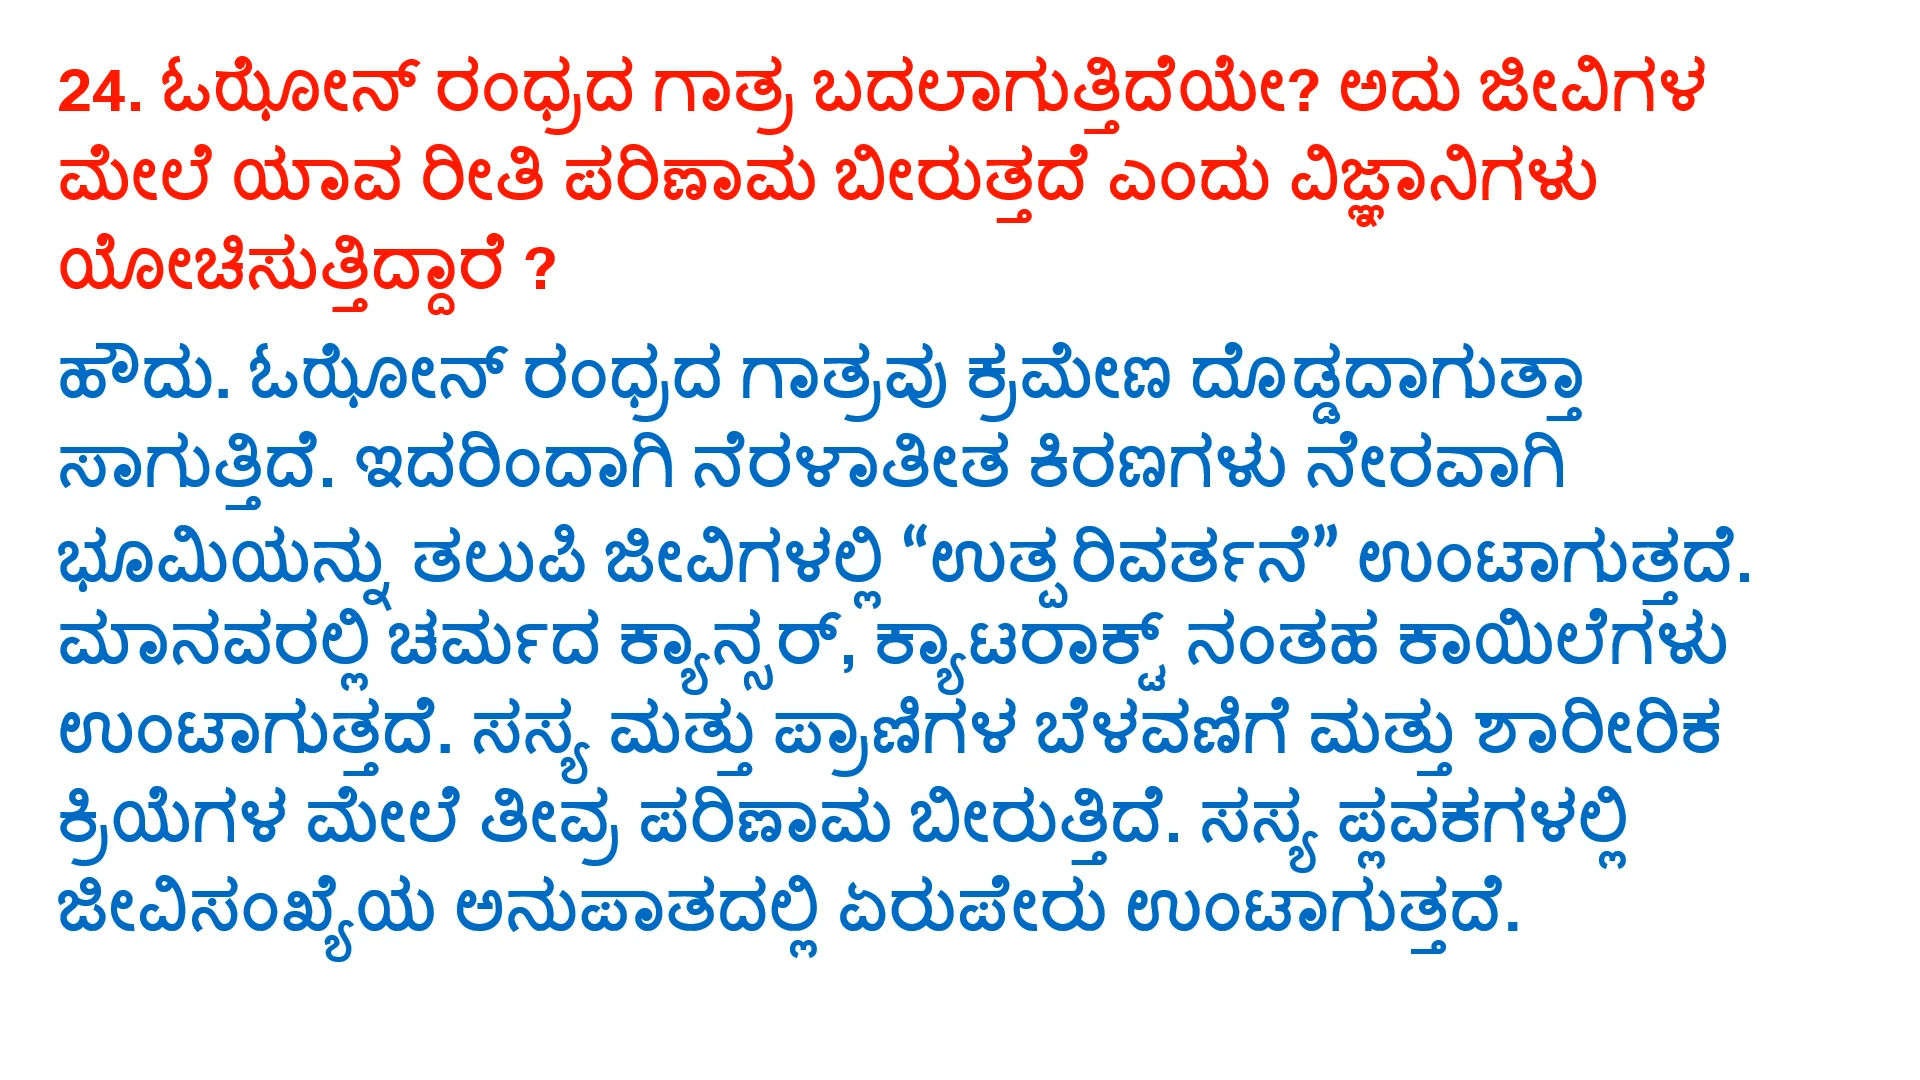 24. ಓಝೋನ್ ರಂಧ್ರದ ಗಾತ್ರ ಬದಲಾಗುತ್ತಿದೆಯೇ? ಅದು ಜೀವಿಗಳ
ಮೇಲೆ ಯಾವ ರೀತಿ ಪರಿಣಾಮ ಬೀರುತ್ತದೆ ಎಂದು ವಿಜ್ಞಾನಿಗಳು
ಯೋಚಿಸುತ್ತಿದ್ದಾರೆ ?
ಹೌದು. ಓಝೋನ್ ರಂಧ್ರದ ಗಾತ್ರವು ಕ್ರಮೇಣ ದೊಡ್ಡದಾಗುತ್ತಾ
ಸಾಗುತ್ತಿದೆ. ಇದರಿಂದಾಗಿ ನೆರಳಾತೀತ ಕಿರಣಗಳು ನೇರವಾಗಿ
ಭೂಮಿಯನ್ನು ತಲುಪಿ ಜೀವಿಗಳಲ್ಲಿ “ಉತ್ಪರಿವರ್ತನೆ” ಉಂಟಾಗುತ್ತದೆ.
ಮಾನವರಲ್ಲಿ ಚರ್ಮದ ಕ್ಯಾನ್ಸರ್, ಕ್ಯಾಟರಾಕ್ಟ್ ನಂತಹ ಕಾಯಿಲೆಗಳು
ಉಂಟಾಗುತ್ತದೆ. ಸಸ್ಯ ಮತ್ತು ಪ್ರಾಣಿಗಳ ಬೆಳವಣಿಗೆ ಮತ್ತು ಶಾರೀರಿಕ
ಕ್ರಿಯೆಗಳ ಮೇಲೆ ತೀವ್ರ ಪರಿಣಾಮ ಬೀರುತ್ತಿದೆ. ಸಸ್ಯ ಪ್ಲವಕಗಳಲ್ಲಿ
ಜೀವಿಸಂಖ್ಯೆಯ ಅನುಪಾತದಲ್ಲಿ ಏರುಪೇರು ಉಂಟಾಗುತ್ತದೆ.